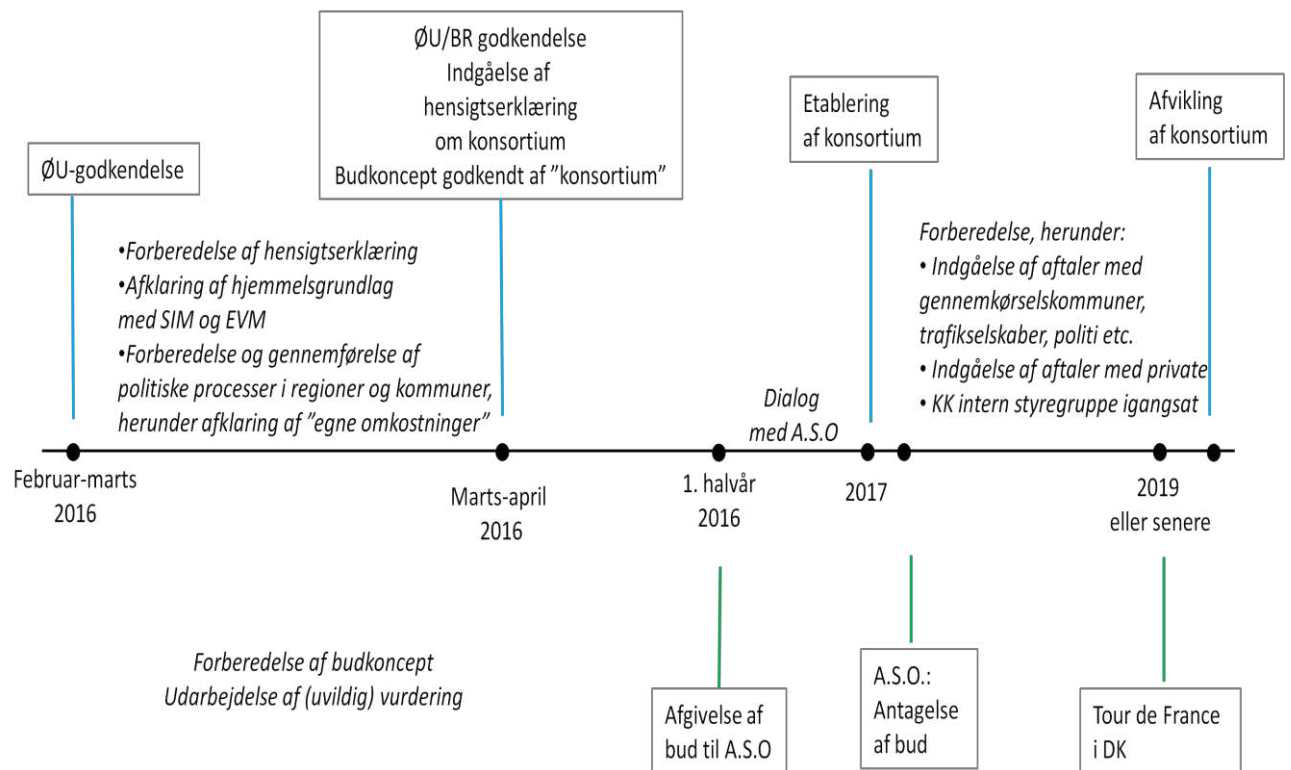 ØU-godkendelse
ØU/BR godkendelse
Indgåelse af
hensigtserklæring
om konsortium
Budkoncept godkendt af ”konsortium”
Etablering
af konsortium
Afvikling
af konsortium
•Forberedelse af hensigtserklæring
•Afklaring af hjemmelsgrundlag
med SIM og EVM
•Forberedelse og gennemførelse af
politiske processer i regioner og kommuner,
herunder afklaring af ”egne omkostninger”
Forberedelse, herunder:
• Indgåelse af aftaler med
gennemkørselskommuner,
trafikselskaber, politi etc.
• Indgåelse af aftaler med private
• KK intern styregruppe igangsat
Dialog
med A.S.O
Februar-marts
2016
Marts-april
2016
1. halvår
2016
2017
2019
eller senere
Forberedelse af budkoncept
Udarbejdelse af (uvildig) vurdering
Afgivelse af
bud til A.S.O
A.S.O.:
Antagelse
af bud
Tour de France
i DK